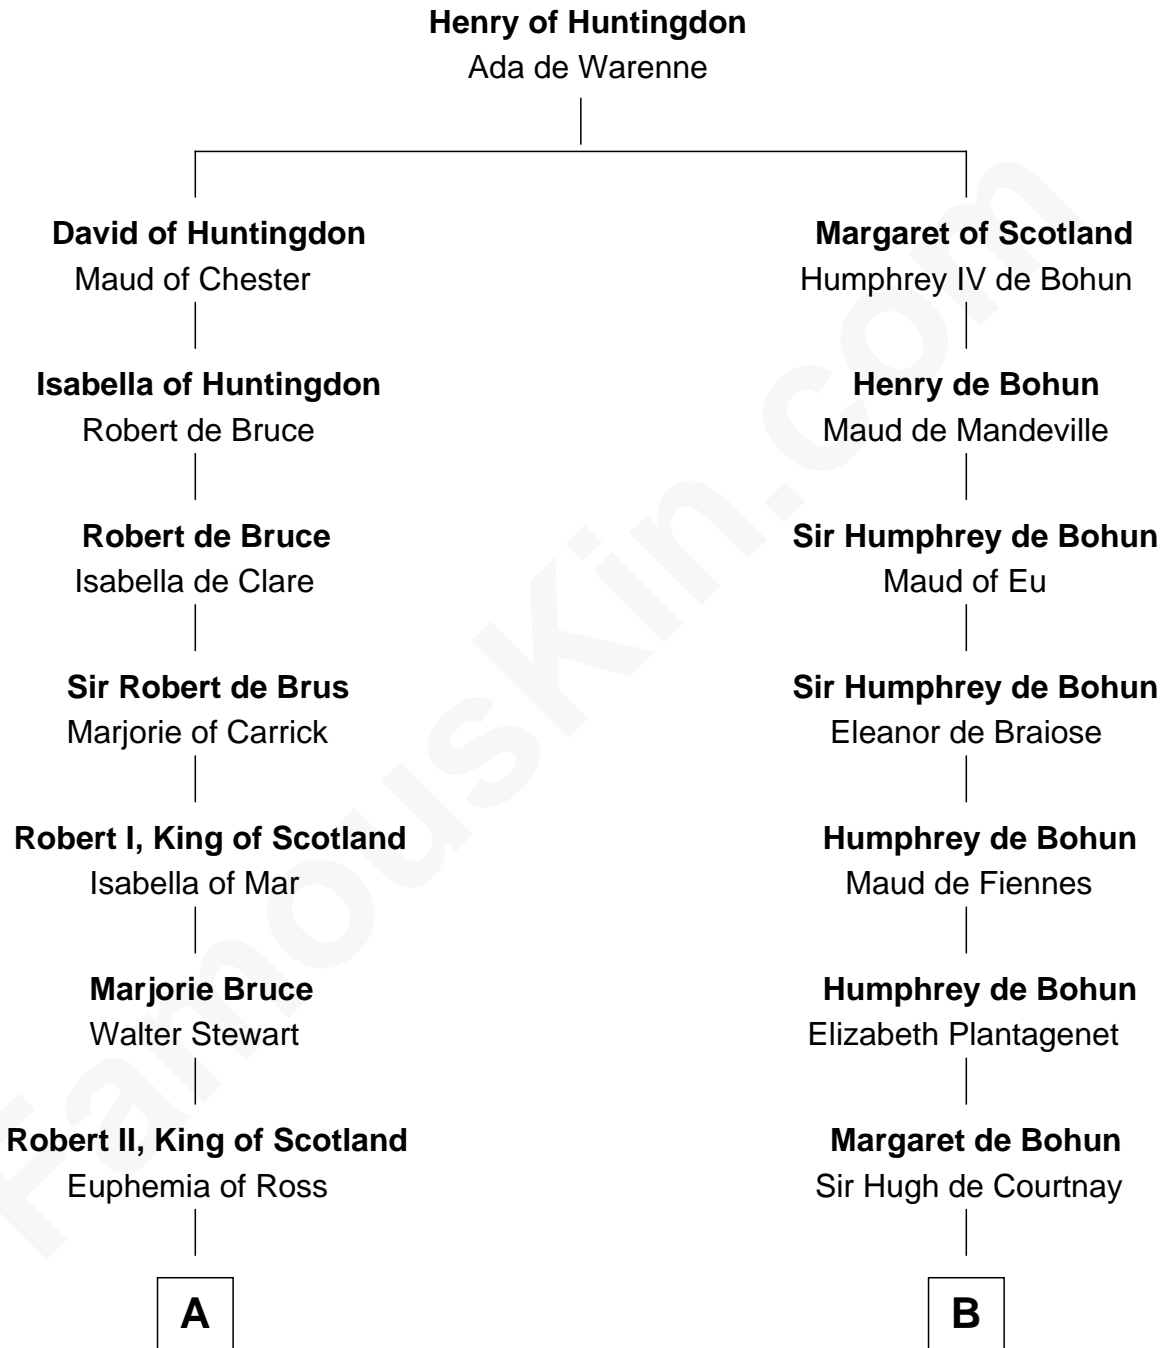 Henry of Huntingdon
Ada de Warenne
David of Huntingdon
Maud of Chester
Isabella of Huntingdon
Robert de Bruce
Robert de Bruce
Isabella de Clare
Sir Robert de Brus
Marjorie of Carrick
Robert I, King of Scotland
Isabella of Mar
Marjorie Bruce
Walter Stewart
Robert II, King of Scotland
Euphemia of Ross
A
Margaret of Scotland
Humphrey IV de Bohun
Henry de Bohun
Maud de Mandeville
Sir Humphrey de Bohun
Maud of Eu
Sir Humphrey de Bohun
Eleanor de Braiose
Humphrey de Bohun
Maud de Fiennes
Humphrey de Bohun
Elizabeth Plantagenet
Margaret de Bohun
Sir Hugh de Courtnay
B
FamousKin.com